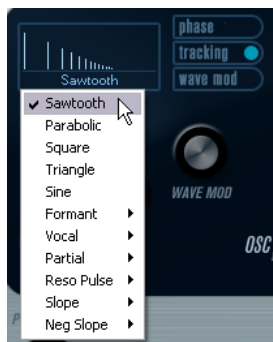 phase
tracking
wave mod
Sawtooth
Sawtooth
Parabolic
Square
Triangle
Sine
Formant
Vocal
Partial
Reso Pulse
Slope
Neg Slope
WAVE MOD
OSC
P